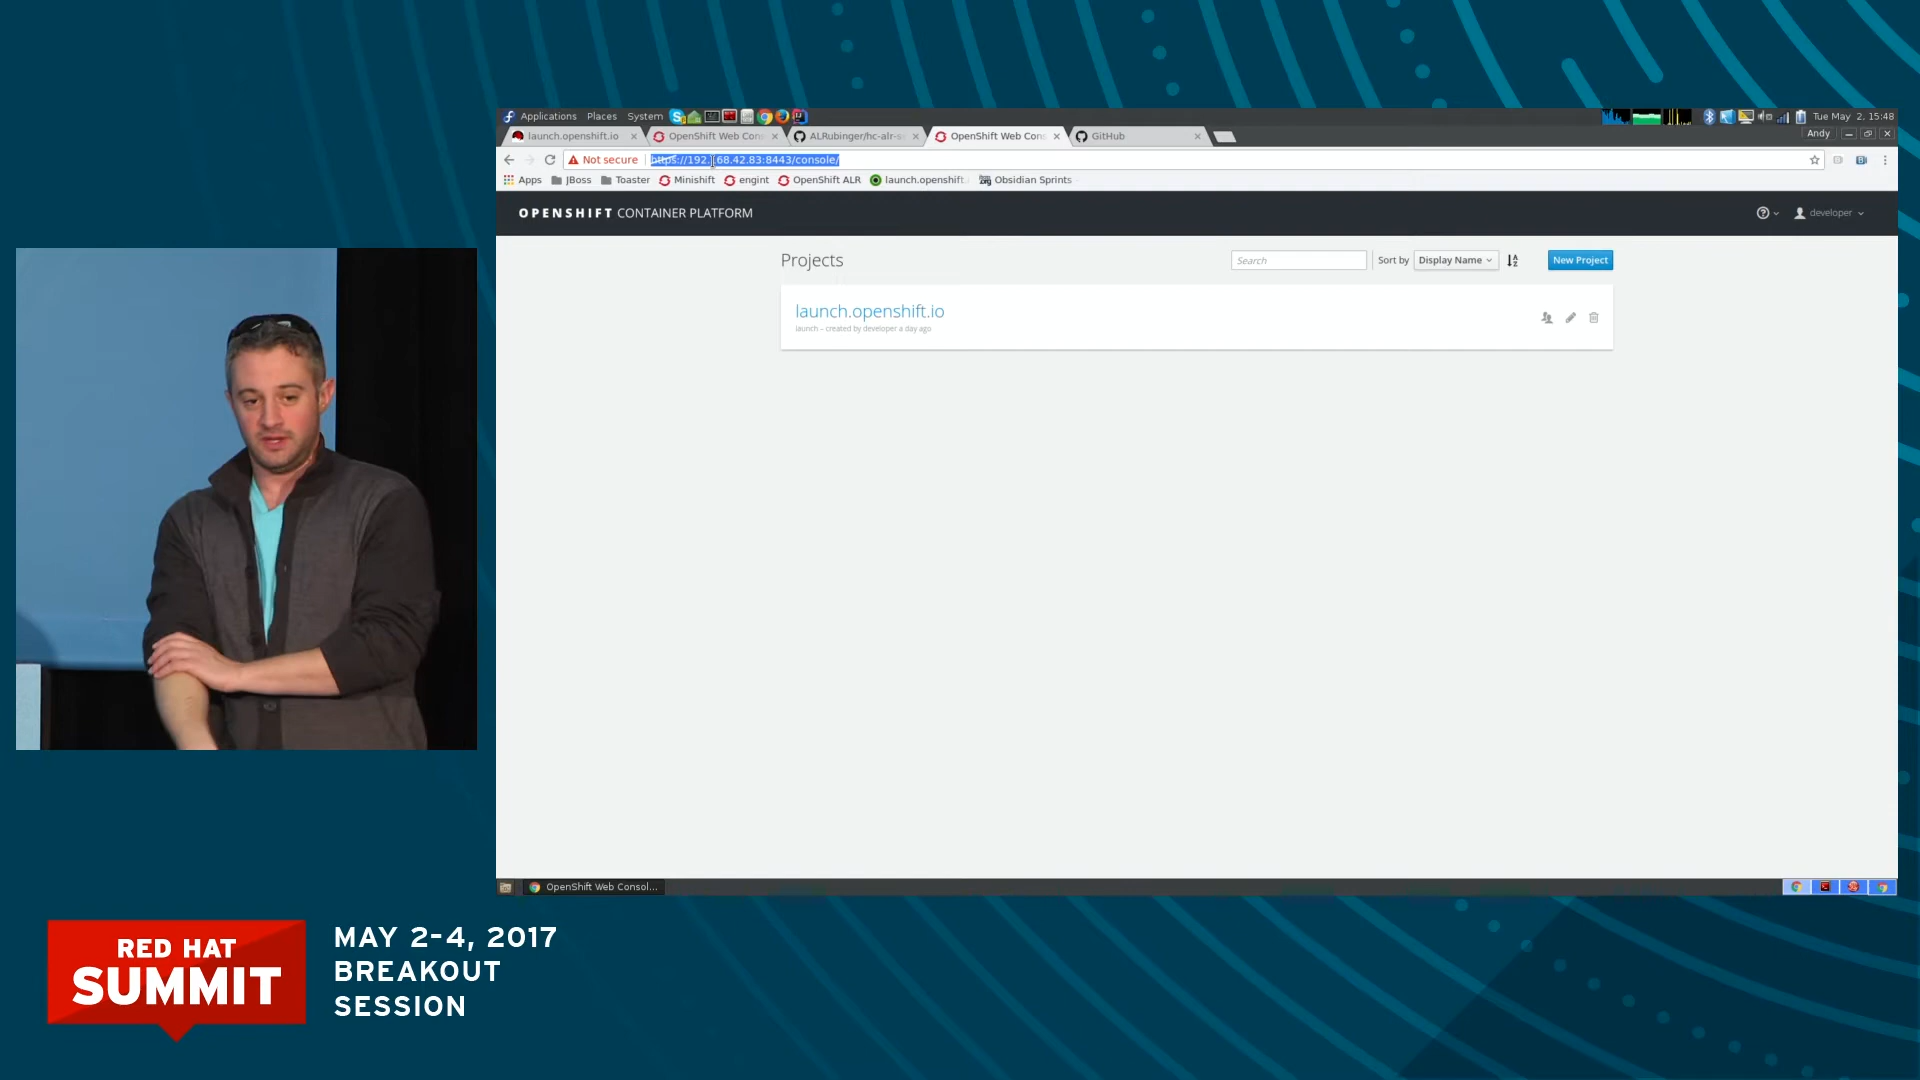 Applications Places System
Tue May 2, 15:48
launch.openshift.io
OpenShift Web Con
ALRubinger/hc-alr-s
OpenShift Web Cons
GitHub
Andy
Not secure
https://192.168.42.83:8443/console/
Apps JBoss Toaster Minishift engint OpenShift ALR launch.openshift. Obsidian Sprints
OPENSHIFT CONTAINER PLATFORM
developer
Projects
Search
Sort by
Display Name
New Project
launch.openshift.io
launch – created by developer a day ago
OpenShift Web Consol...
RED HAT
SUMMIT
MAY 2-4, 2017
BREAKOUT
SESSION